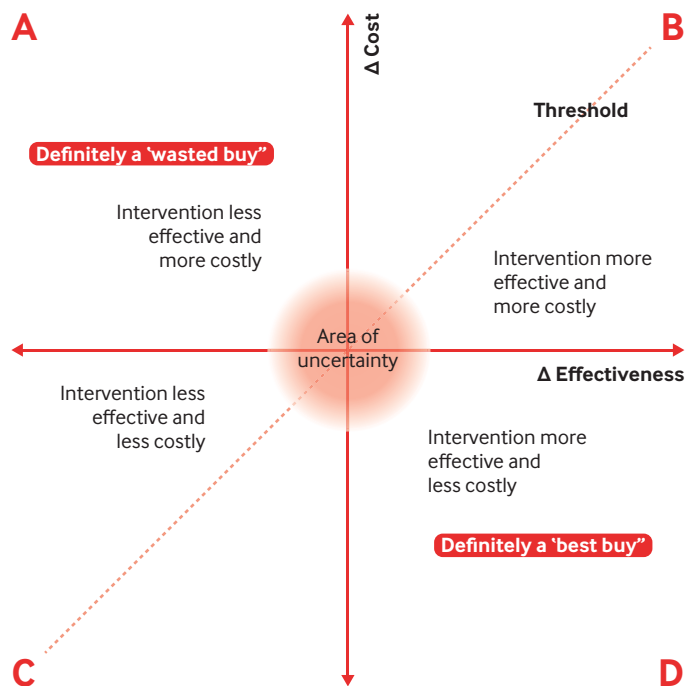 A
B
Δ Cost
Threshold
Definitely a ‘wasted buy”
Intervention less
effective and
more costly
Intervention more
effective and
more costly
Area of
uncertainty
Δ Effectiveness
Intervention less
effective and
less costly
Intervention more
effective and
less costly
Definitely a ‘best buy”
C
D